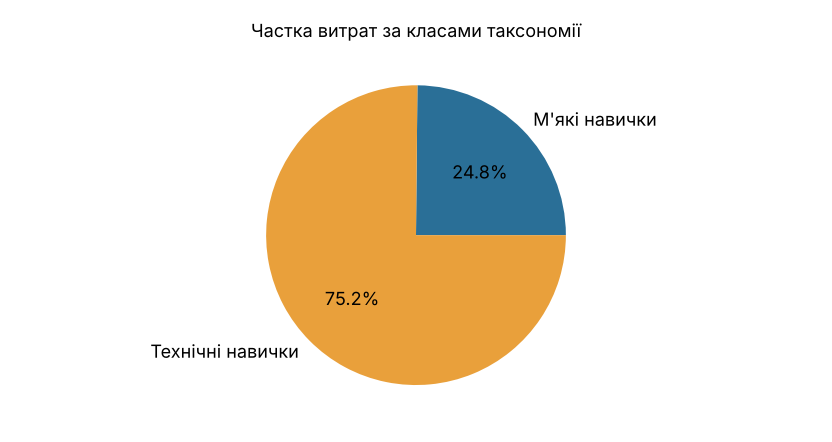 Частка витрат за класами таксономії
М'які навички
24.8%
75.2%
Технічні навички